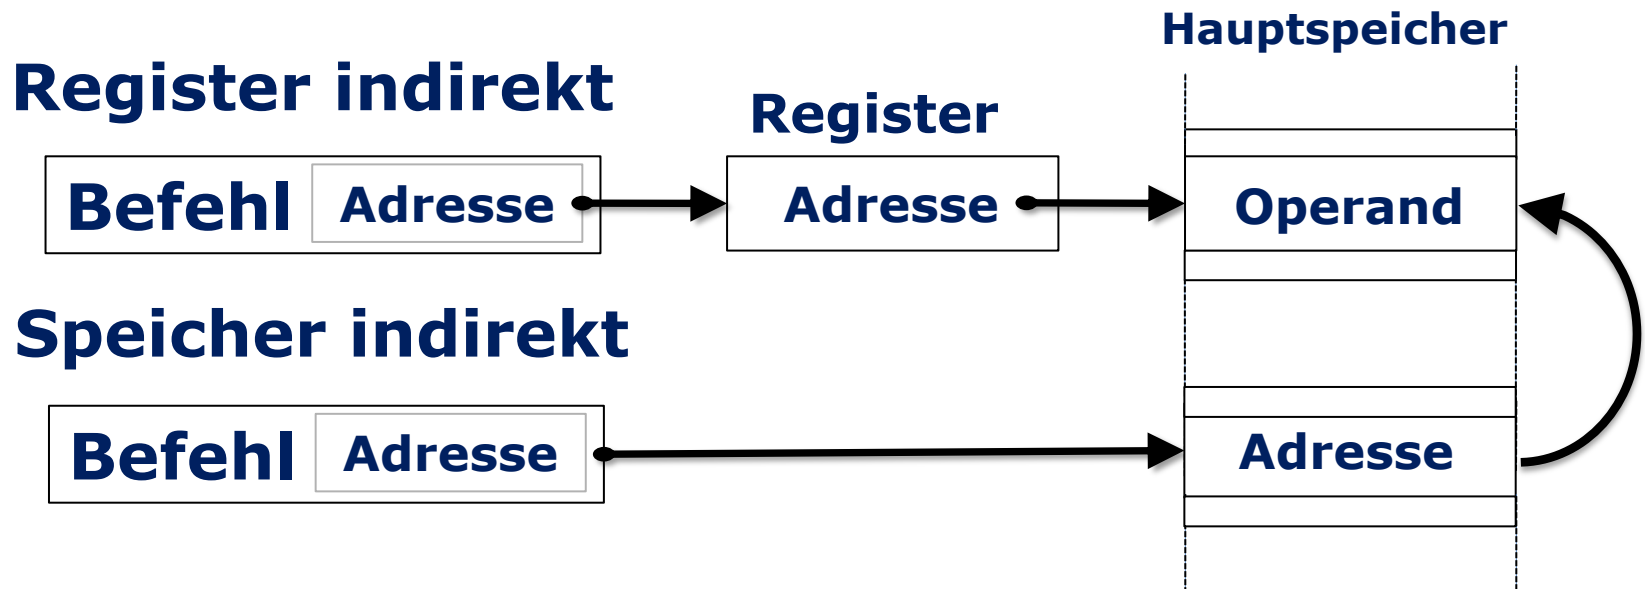 Hauptspeicher
Register indirekt
Register
Befehl Adresse
Adresse
Operand
Speicher indirekt
Befehl Adresse
Adresse